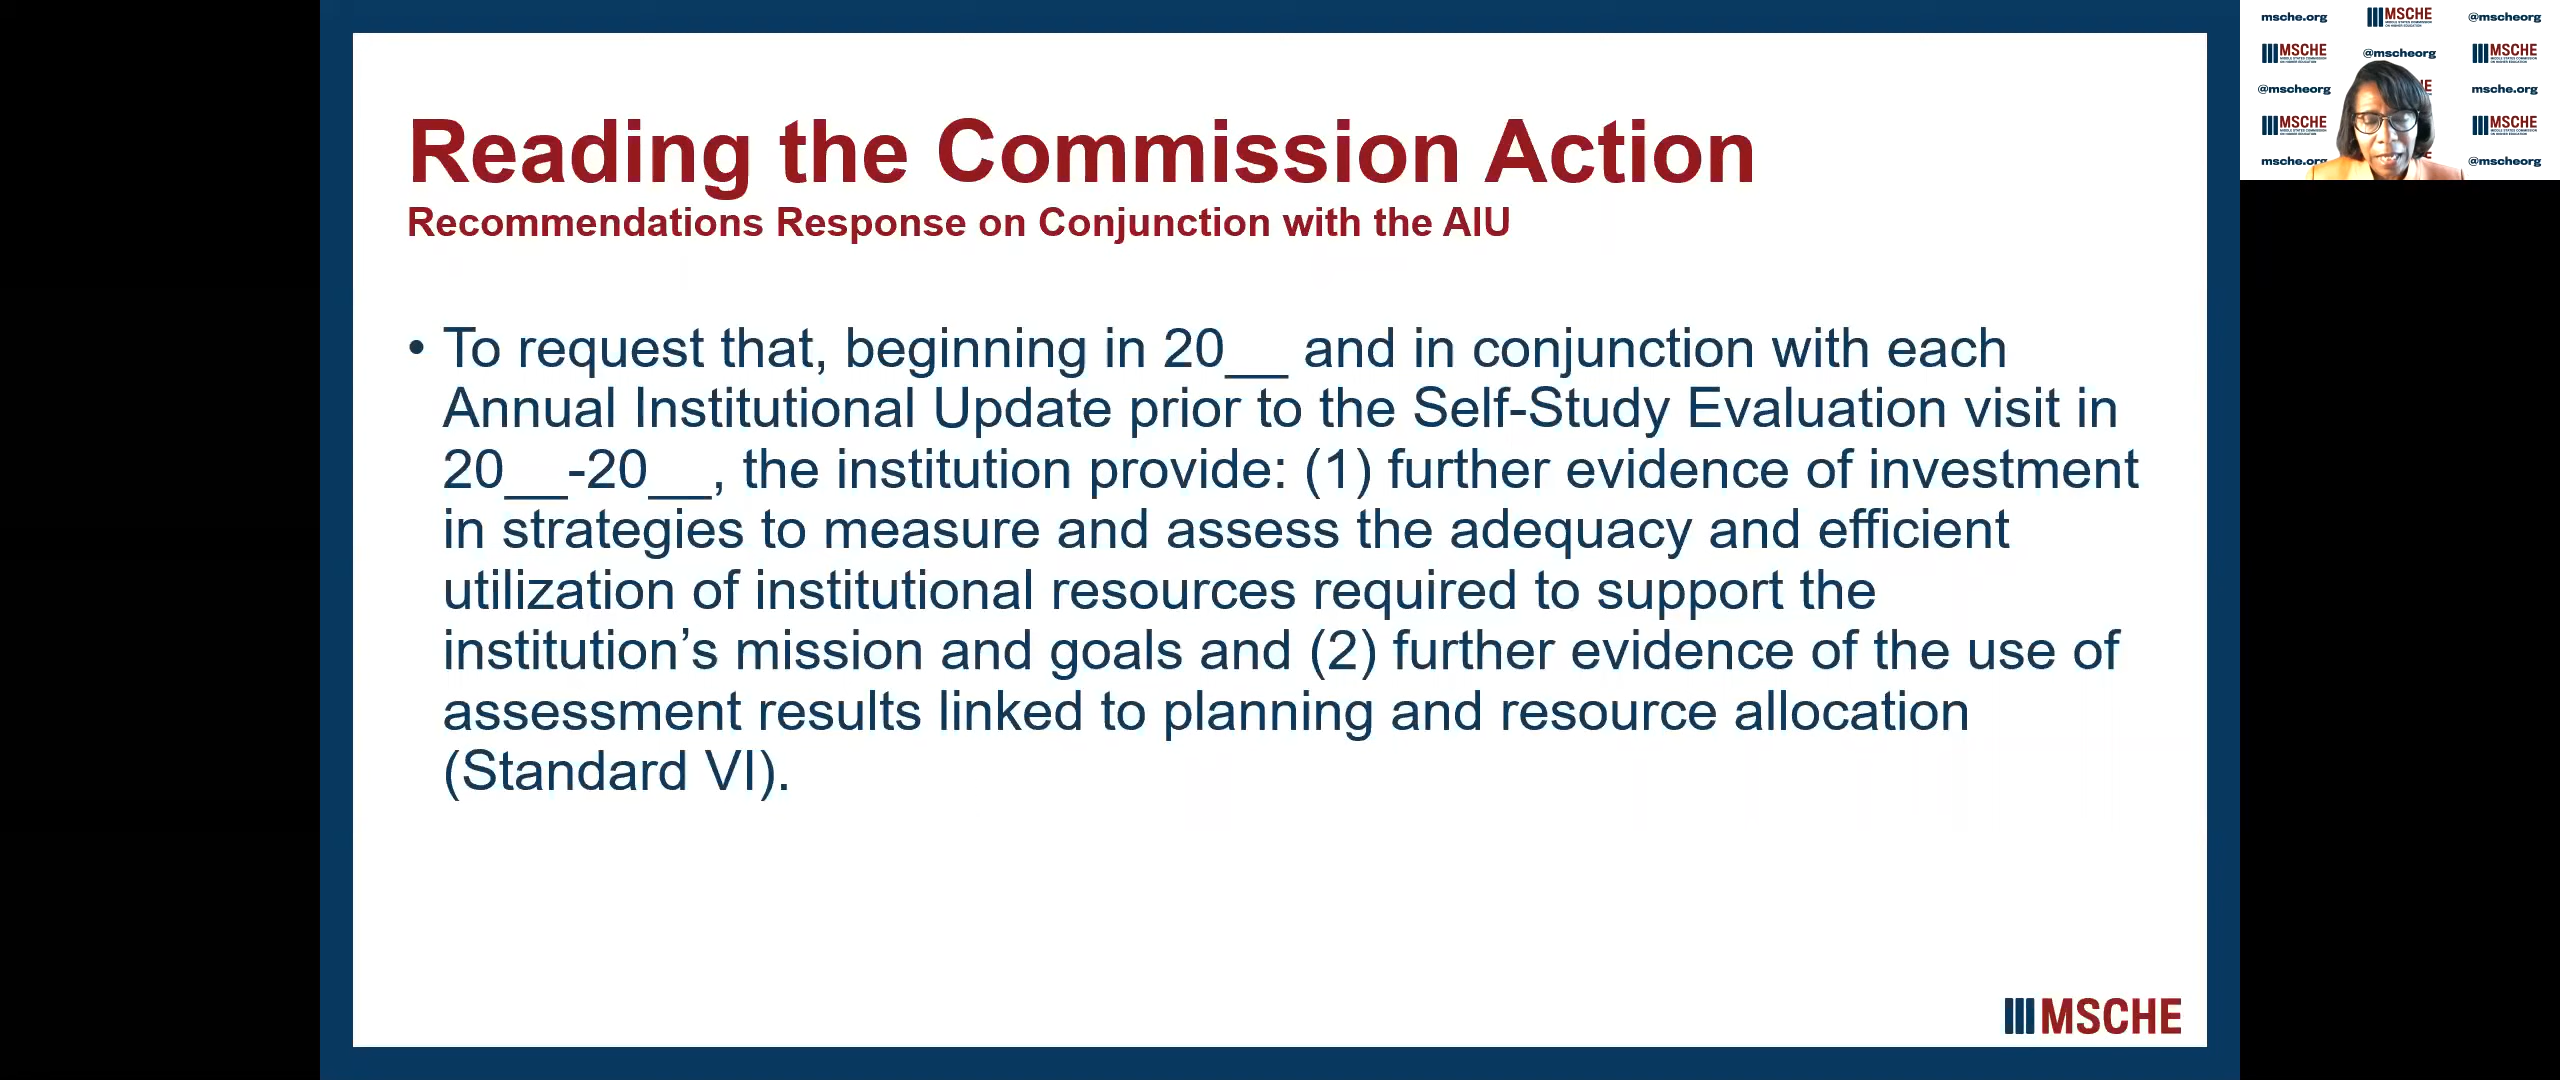 Reading the Commission Action
Recommendations Response on Conjunction with the AIU
• To request that, beginning in 20__ and in conjunction with each
Annual Institutional Update prior to the Self-Study Evaluation visit in
20__-20__, the institution provide: (1) further evidence of investment
in strategies to measure and assess the adequacy and efficient
utilization of institutional resources required to support the
institution’s mission and goals and (2) further evidence of the use of
assessment results linked to planning and resource allocation
(Standard VI).
MSCHE
msche.org MSCHE @mscheorg
MSCHE @mscheorg MSCHE
@mscheorg msche.org
MSCHE MSCHE
msche.org @mscheorg